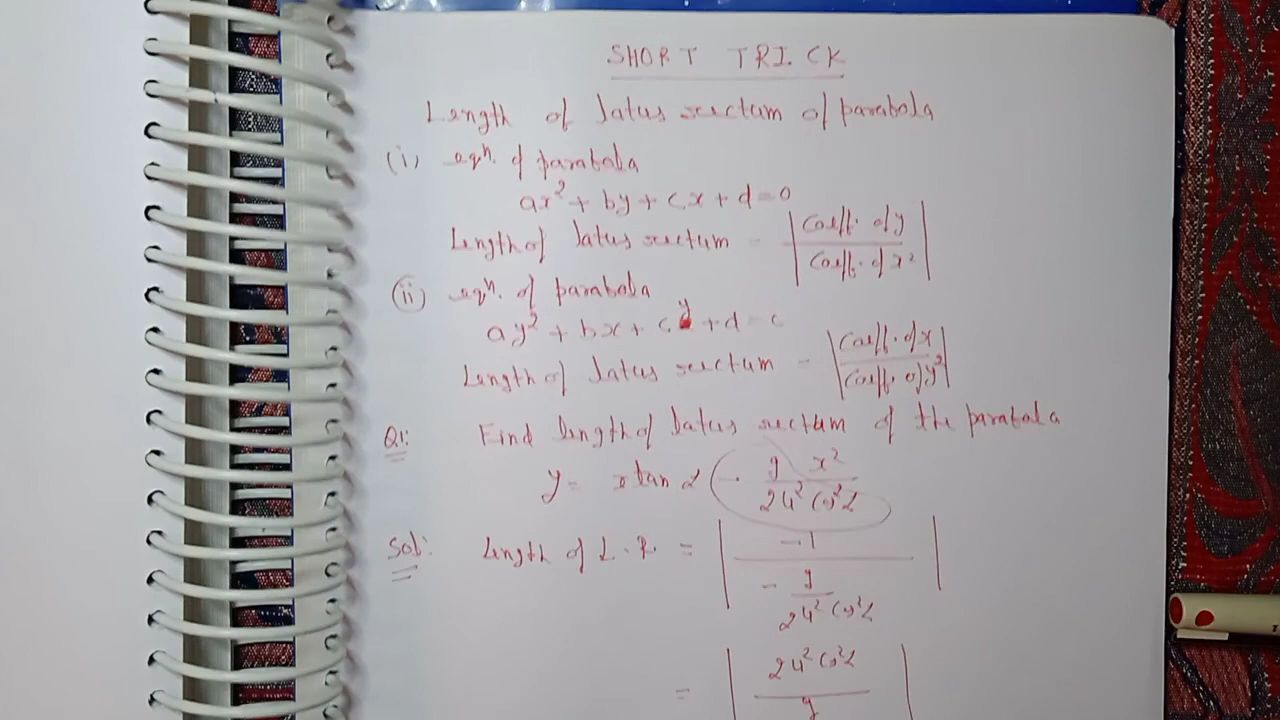 SHORT TRICK
Length of latus rectum of parabola
(i) eqn. of parabola
ax² + by + cx + d = 0
Length of latus rectum = |Coeff. of y / Coeff. of x²|
(ii) eqn. of parabola
ay² + bx + cy + d = 0
Length of latus rectum = |Coeff. of x / Coeff. of y²|
Q1: Find length of latus rectum of the parabola
y = x tan α - g x² / 2u² cos² α
Sol: Length of L.R. = | -1 / - g / 2u² cos² α |
= | 2u² cos² α / g |